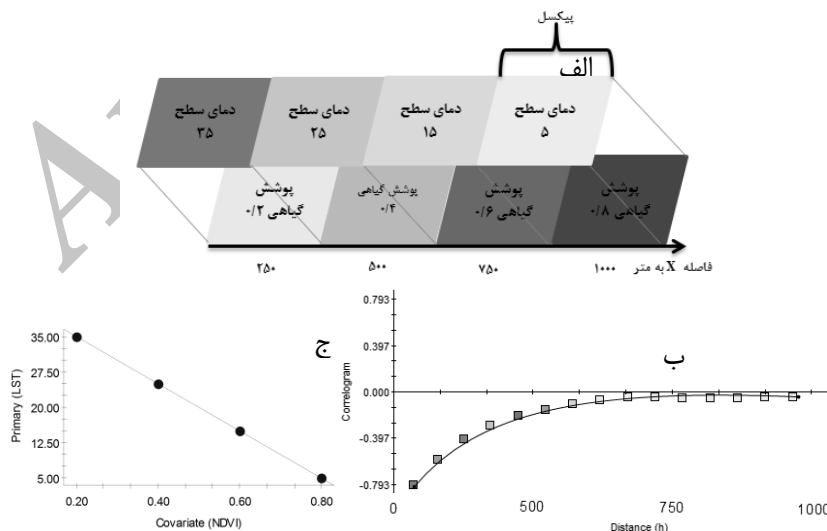 پیکسل
الف
دمای سطح
۳۵
دمای سطح
۲۵
دمای سطح
۱۵
دمای سطح
۵
پوشش
گیاهی ۰/۲
پوشش گیاهی
۰/۴
پوشش
گیاهی ۰/۶
پوشش
گیاهی ۰/۸
۲۵۰ ۵۰۰ ۷۵۰ ۱۰۰۰ فاصله X به متر
ج
Primary (LST)
35.00
27.50
20.00
12.50
5.00
0.20 0.40 0.60 0.80
Covariate (NDVI)
ب
Correlogram
0.793
0.397
0.000
-0.397
-0.793
0 500 750 1000
Distance (h)